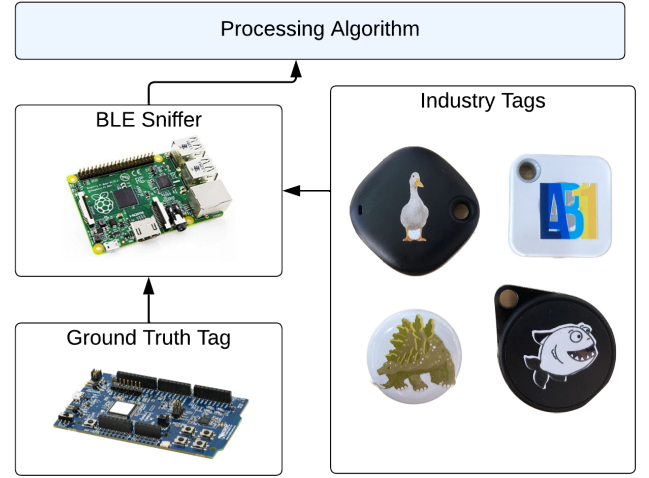 Processing Algorithm
BLE Sniffer
Industry Tags
Ground Truth Tag